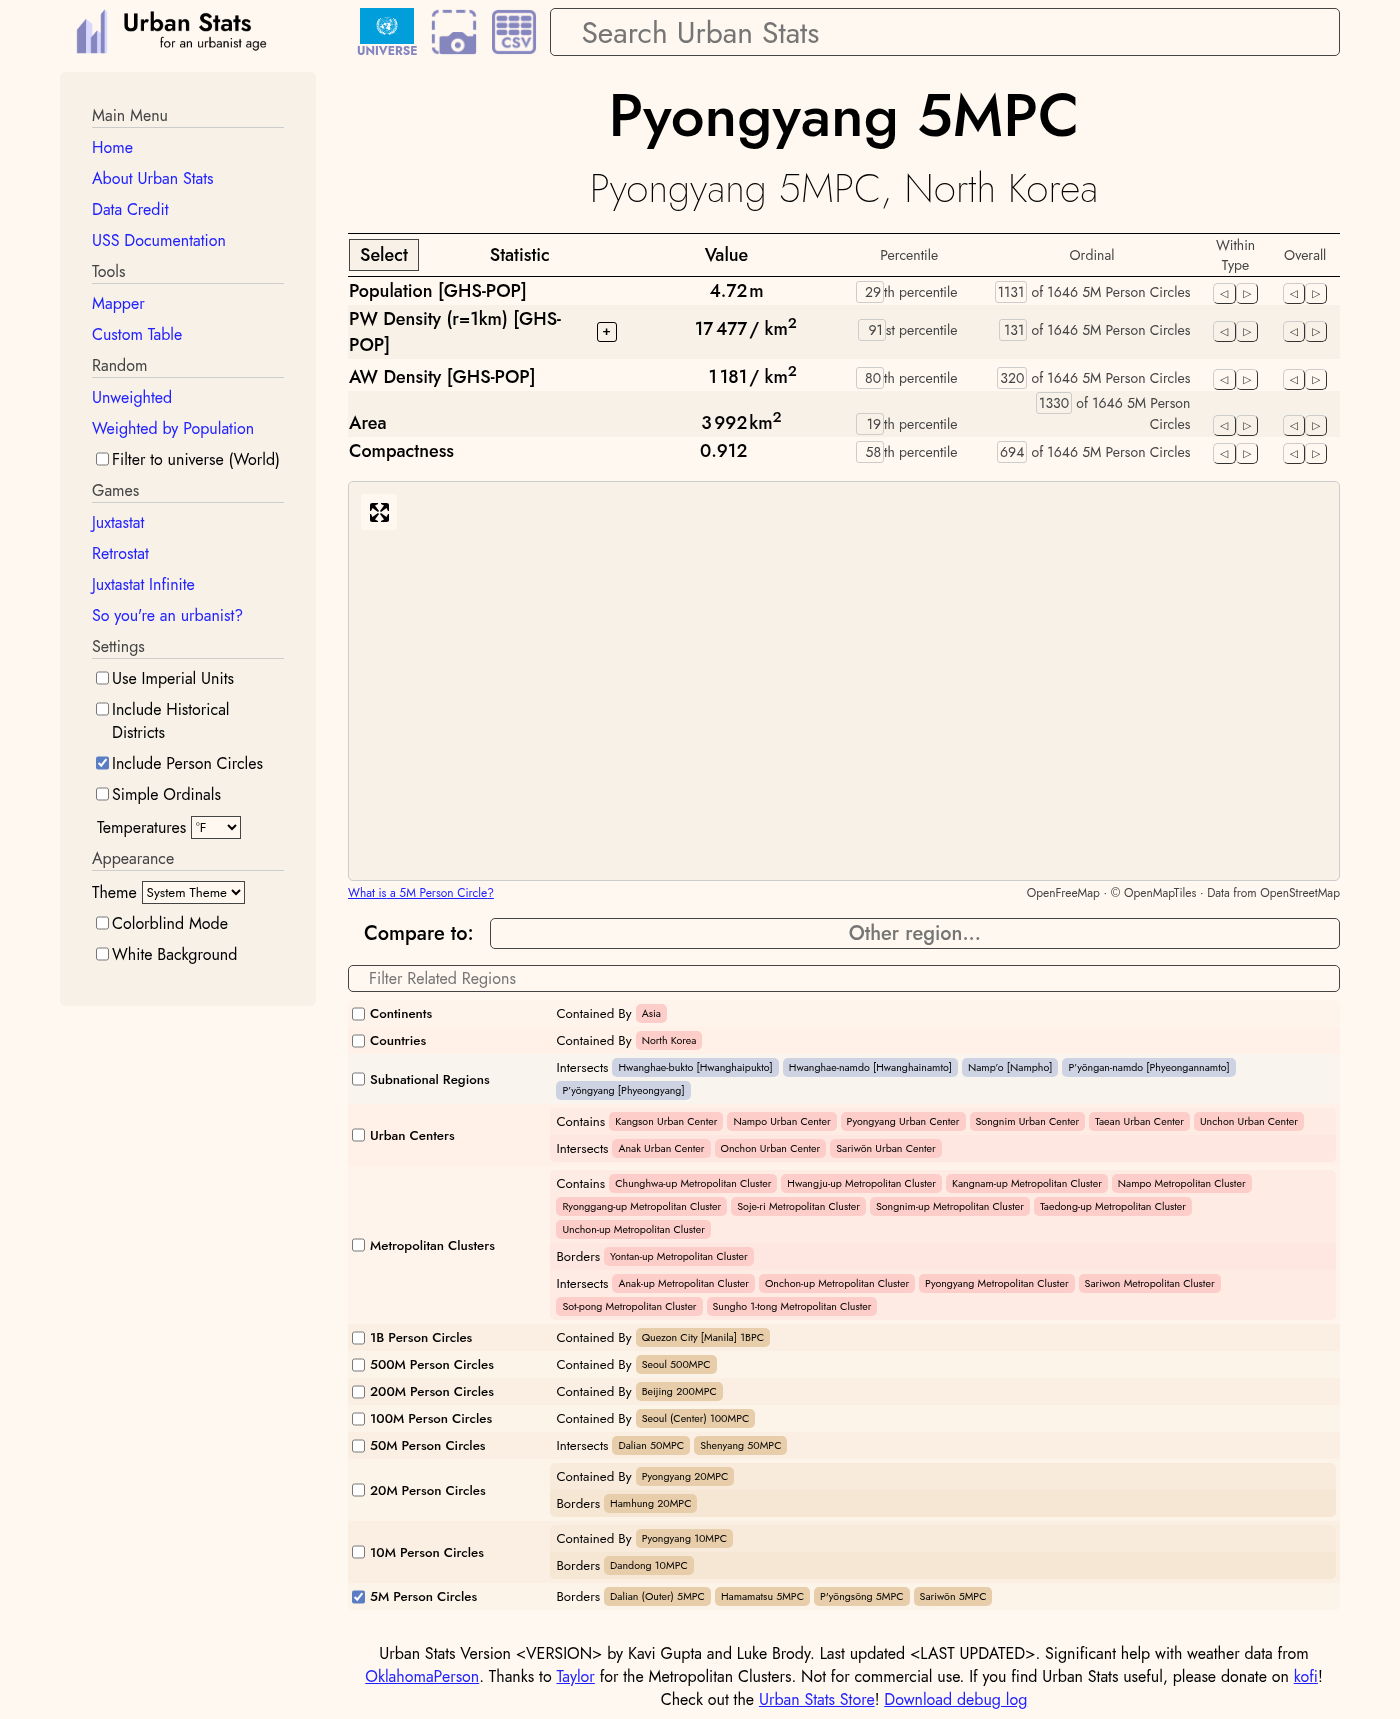 Urban Stats
for an urbanist age
UNIVERSE
CSV
Search Urban Stats
Main Menu
Home
About Urban Stats
Data Credit
USS Documentation
Tools
Mapper
Custom Table
Random
Unweighted
Weighted by Population
Filter to universe (World)
Games
Juxtastat
Retrostat
Juxtastat Infinite
So you're an urbanist?
Settings
Use Imperial Units
Include Historical
Districts
Include Person Circles
Simple Ordinals
Temperatures °F
Appearance
Theme System Theme
Colorblind Mode
White Background
Pyongyang 5MPC
Pyongyang 5MPC, North Korea
Select Statistic Value Percentile Ordinal Within Type Overall
Population [GHS-POP] 4.72 m 29th percentile 1131 of 1646 5M Person Circles
PW Density (r=1km) [GHS-POP] + 17 477 / km² 91st percentile 131 of 1646 5M Person Circles
AW Density [GHS-POP] 1 181 / km² 80th percentile 320 of 1646 5M Person Circles
Area 3 992 km² 19th percentile 1330 of 1646 5M Person Circles
Compactness 0.912 58th percentile 694 of 1646 5M Person Circles
What is a 5M Person Circle? OpenFreeMap · © OpenMapTiles · Data from OpenStreetMap
Compare to: Other region...
Filter Related Regions
Continents Contained By Asia
Countries Contained By North Korea
Subnational Regions Intersects Hwanghae-bukto [Hwanghaipukto] Hwanghae-namdo [Hwanghainamto] Namp'o [Nampho] P'yŏngan-namdo [Phyeongannamto]
P'yŏngyang [Phyeongyang]
Urban Centers Contains Kangson Urban Center Nampo Urban Center Pyongyang Urban Center Songnim Urban Center Taean Urban Center Unchon Urban Center
Intersects Anak Urban Center Onchon Urban Center Sariwŏn Urban Center
Metropolitan Clusters Contains Chunghwa-up Metropolitan Cluster Hwangju-up Metropolitan Cluster Kangnam-up Metropolitan Cluster Nampo Metropolitan Cluster
Ryonggang-up Metropolitan Cluster Soje-ri Metropolitan Cluster Songnim-up Metropolitan Cluster Taedong-up Metropolitan Cluster
Unchon-up Metropolitan Cluster
Borders Yontan-up Metropolitan Cluster
Intersects Anak-up Metropolitan Cluster Onchon-up Metropolitan Cluster Pyongyang Metropolitan Cluster Sariwon Metropolitan Cluster
Sot-pong Metropolitan Cluster Sungho 1-tong Metropolitan Cluster
1B Person Circles Contained By Quezon City [Manila] 1BPC
500M Person Circles Contained By Seoul 500MPC
200M Person Circles Contained By Beijing 200MPC
100M Person Circles Contained By Seoul (Center) 100MPC
50M Person Circles Intersects Dalian 50MPC Shenyang 50MPC
20M Person Circles Contained By Pyongyang 20MPC
Borders Hamhung 20MPC
10M Person Circles Contained By Pyongyang 10MPC
Borders Dandong 10MPC
5M Person Circles Borders Dalian (Outer) 5MPC Hamamatsu 5MPC P'yŏngsŏng 5MPC Sariwŏn 5MPC
Urban Stats Version <VERSION> by Kavi Gupta and Luke Brody. Last updated <LAST UPDATED>. Significant help with weather data from
OklahomaPerson. Thanks to Taylor for the Metropolitan Clusters. Not for commercial use. If you find Urban Stats useful, please donate on kofi!
Check out the Urban Stats Store! Download debug log